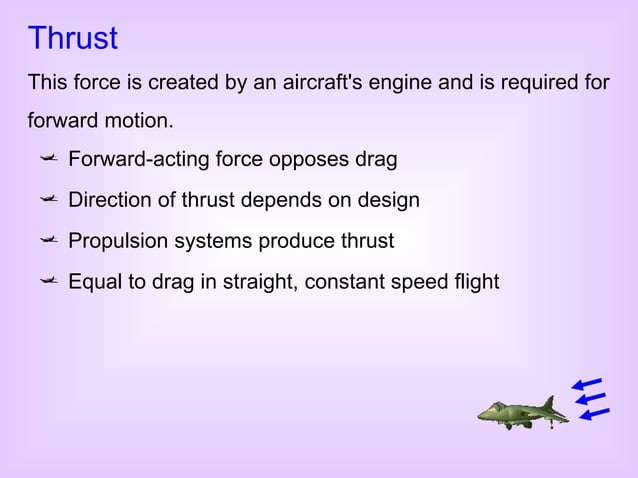 Thrust
This force is created by an aircraft's engine and is required for
forward motion.
Forward-acting force opposes drag
Direction of thrust depends on design
Propulsion systems produce thrust
Equal to drag in straight, constant speed flight